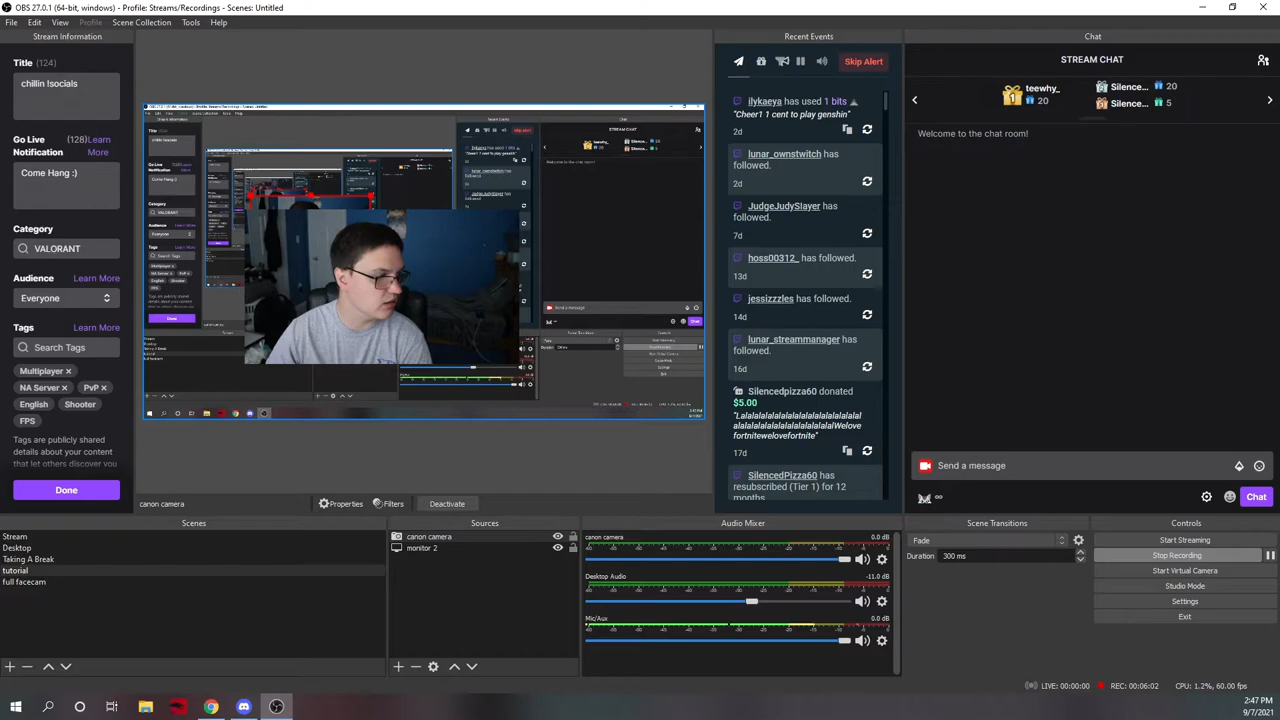 OBS 27.0.1 (64-bit, windows) - Profile: Streams/Recordings - Scenes: Untitled
File Edit View Profile Scene Collection Tools Help
Stream Information
Title (124)
chillin !socials
Go Live Notification (128) Learn More
Come Hang :)
Category
VALORANT
Audience Learn More
Everyone
Tags Learn More
Search Tags
Multiplayer ×
NA Server × PvP ×
English Shooter
FPS
Tags are publicly shared
details about your content
that let others discover you
Done
canon camera
Properties Filters Deactivate
Recent Events
Skip Alert
ilykaeya has used 1 bits
"Cheer1 1 cent to play genshin"
2d
lunar_ownstwitch has
followed.
2d
JudgeJudySlayer has
followed.
7d
hoss00312_ has followed.
13d
jessizzzles has followed.
14d
lunar_streammanager has
followed.
16d
Silencedpizza60 donated
$5.00
fortnitewelovefortnite"
17d
SilencedPizza60 has
resubscribed (Tier 1) for 12
months
Chat
STREAM CHAT
1 teewhy_
20
Silence... 20
Silence... 5
Welcome to the chat room!
Send a message
∞
Chat
Scenes
Stream
Desktop
Taking A Break
tutorial
full facecam
Sources
canon camera
monitor 2
Audio Mixer
canon camera 0.0 dB
Desktop Audio -11.0 dB
Mic/Aux 0.0 dB
Scene Transitions
Fade
Duration 300 ms
Controls
Start Streaming
Stop Recording
Start Virtual Camera
Studio Mode
Settings
Exit
LIVE: 00:00:00 REC: 00:06:02 CPU: 1.2%, 60.00 fps
2:47 PM
9/7/2021